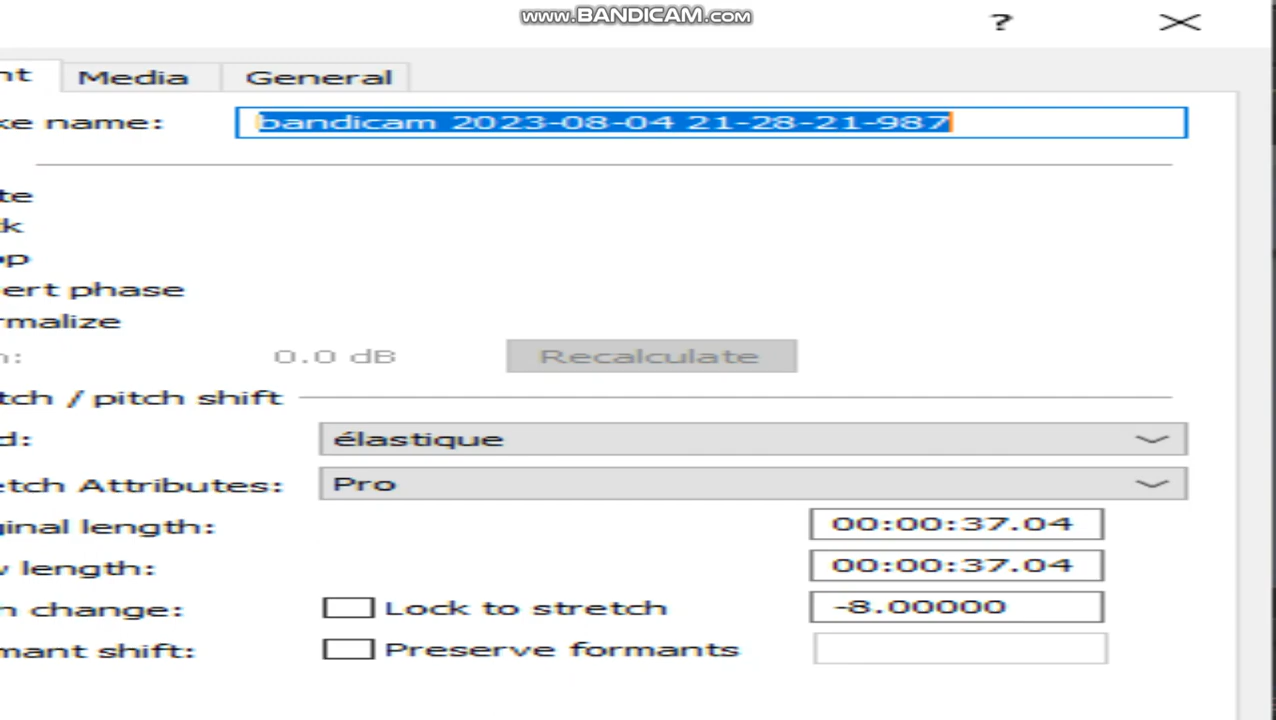 www.BANDICAM.com
?
nt Media General
ke name: bandicam 2023-08-04 21-28-21-987
te
k
op
ert phase
rmalize
n: 0.0 dB Recalculate
tch / pitch shift
d: élastique
etch Attributes: Pro
ginal length: 00:00:37.04
v length: 00:00:37.04
h change: Lock to stretch -8.00000
mant shift: Preserve formants